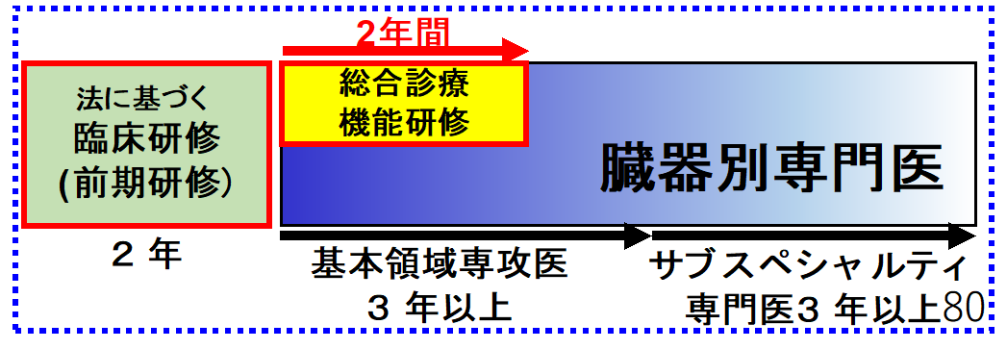 2年間
法に基づく
臨床研修
(前期研修)
総合診療
機能研修
臓器別専門医
2 年
基本領域専攻医
3 年以上
サブスペシャルティ
専門医3 年以上80